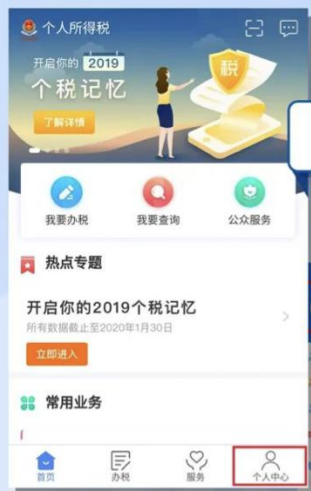 个人所得税
开启你的 2019
个税记忆
了解详情
税
我要办税
我要查询
公众服务
热点专题
开启你的2019个税记忆
所有数据截止至2020年1月30日
立即进入
常用业务
首页
办税
服务
个人中心